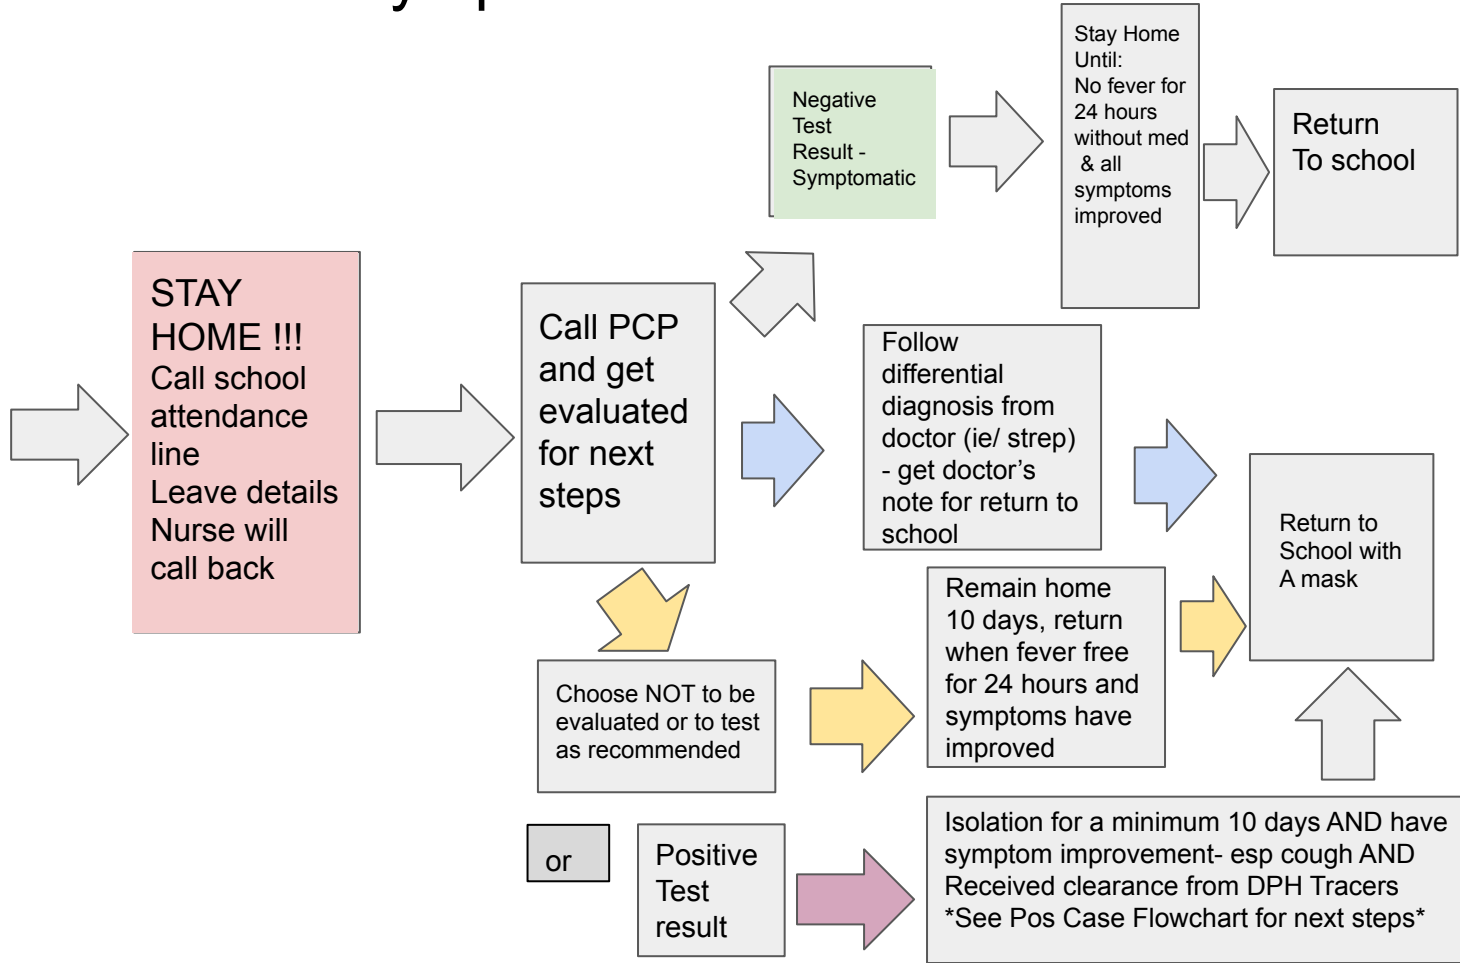 STAY
HOME !!!
Call school
attendance
line
Leave details
Nurse will
call back
Call PCP
and get
evaluated
for next
steps
Negative
Test
Result -
Symptomatic
Stay Home
Until:
No fever for
24 hours
without med
& all
symptoms
improved
Return
To school
Follow
differential
diagnosis from
doctor (ie/ strep)
- get doctor's
note for return to
school
Return to
School with
A mask
Choose NOT to be
evaluated or to test
as recommended
Remain home
10 days, return
when fever free
for 24 hours and
symptoms have
improved
or
Positive
Test
result
Isolation for a minimum 10 days AND have
symptom improvement- esp cough AND
Received clearance from DPH Tracers
*See Pos Case Flowchart for next steps*